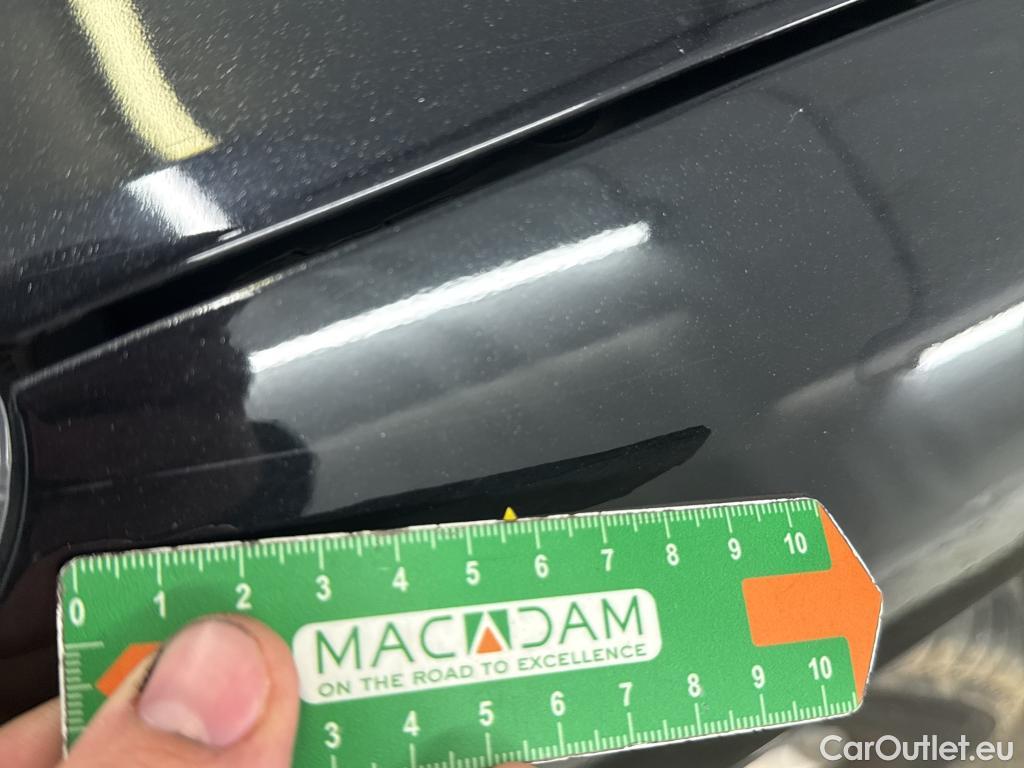 0 1 2 3 4 5 6 7 8 9 10
MACADAM
ON THE ROAD TO EXCELLENCE
3 4 5 6 7 8 9 10
CarOutlet.eu